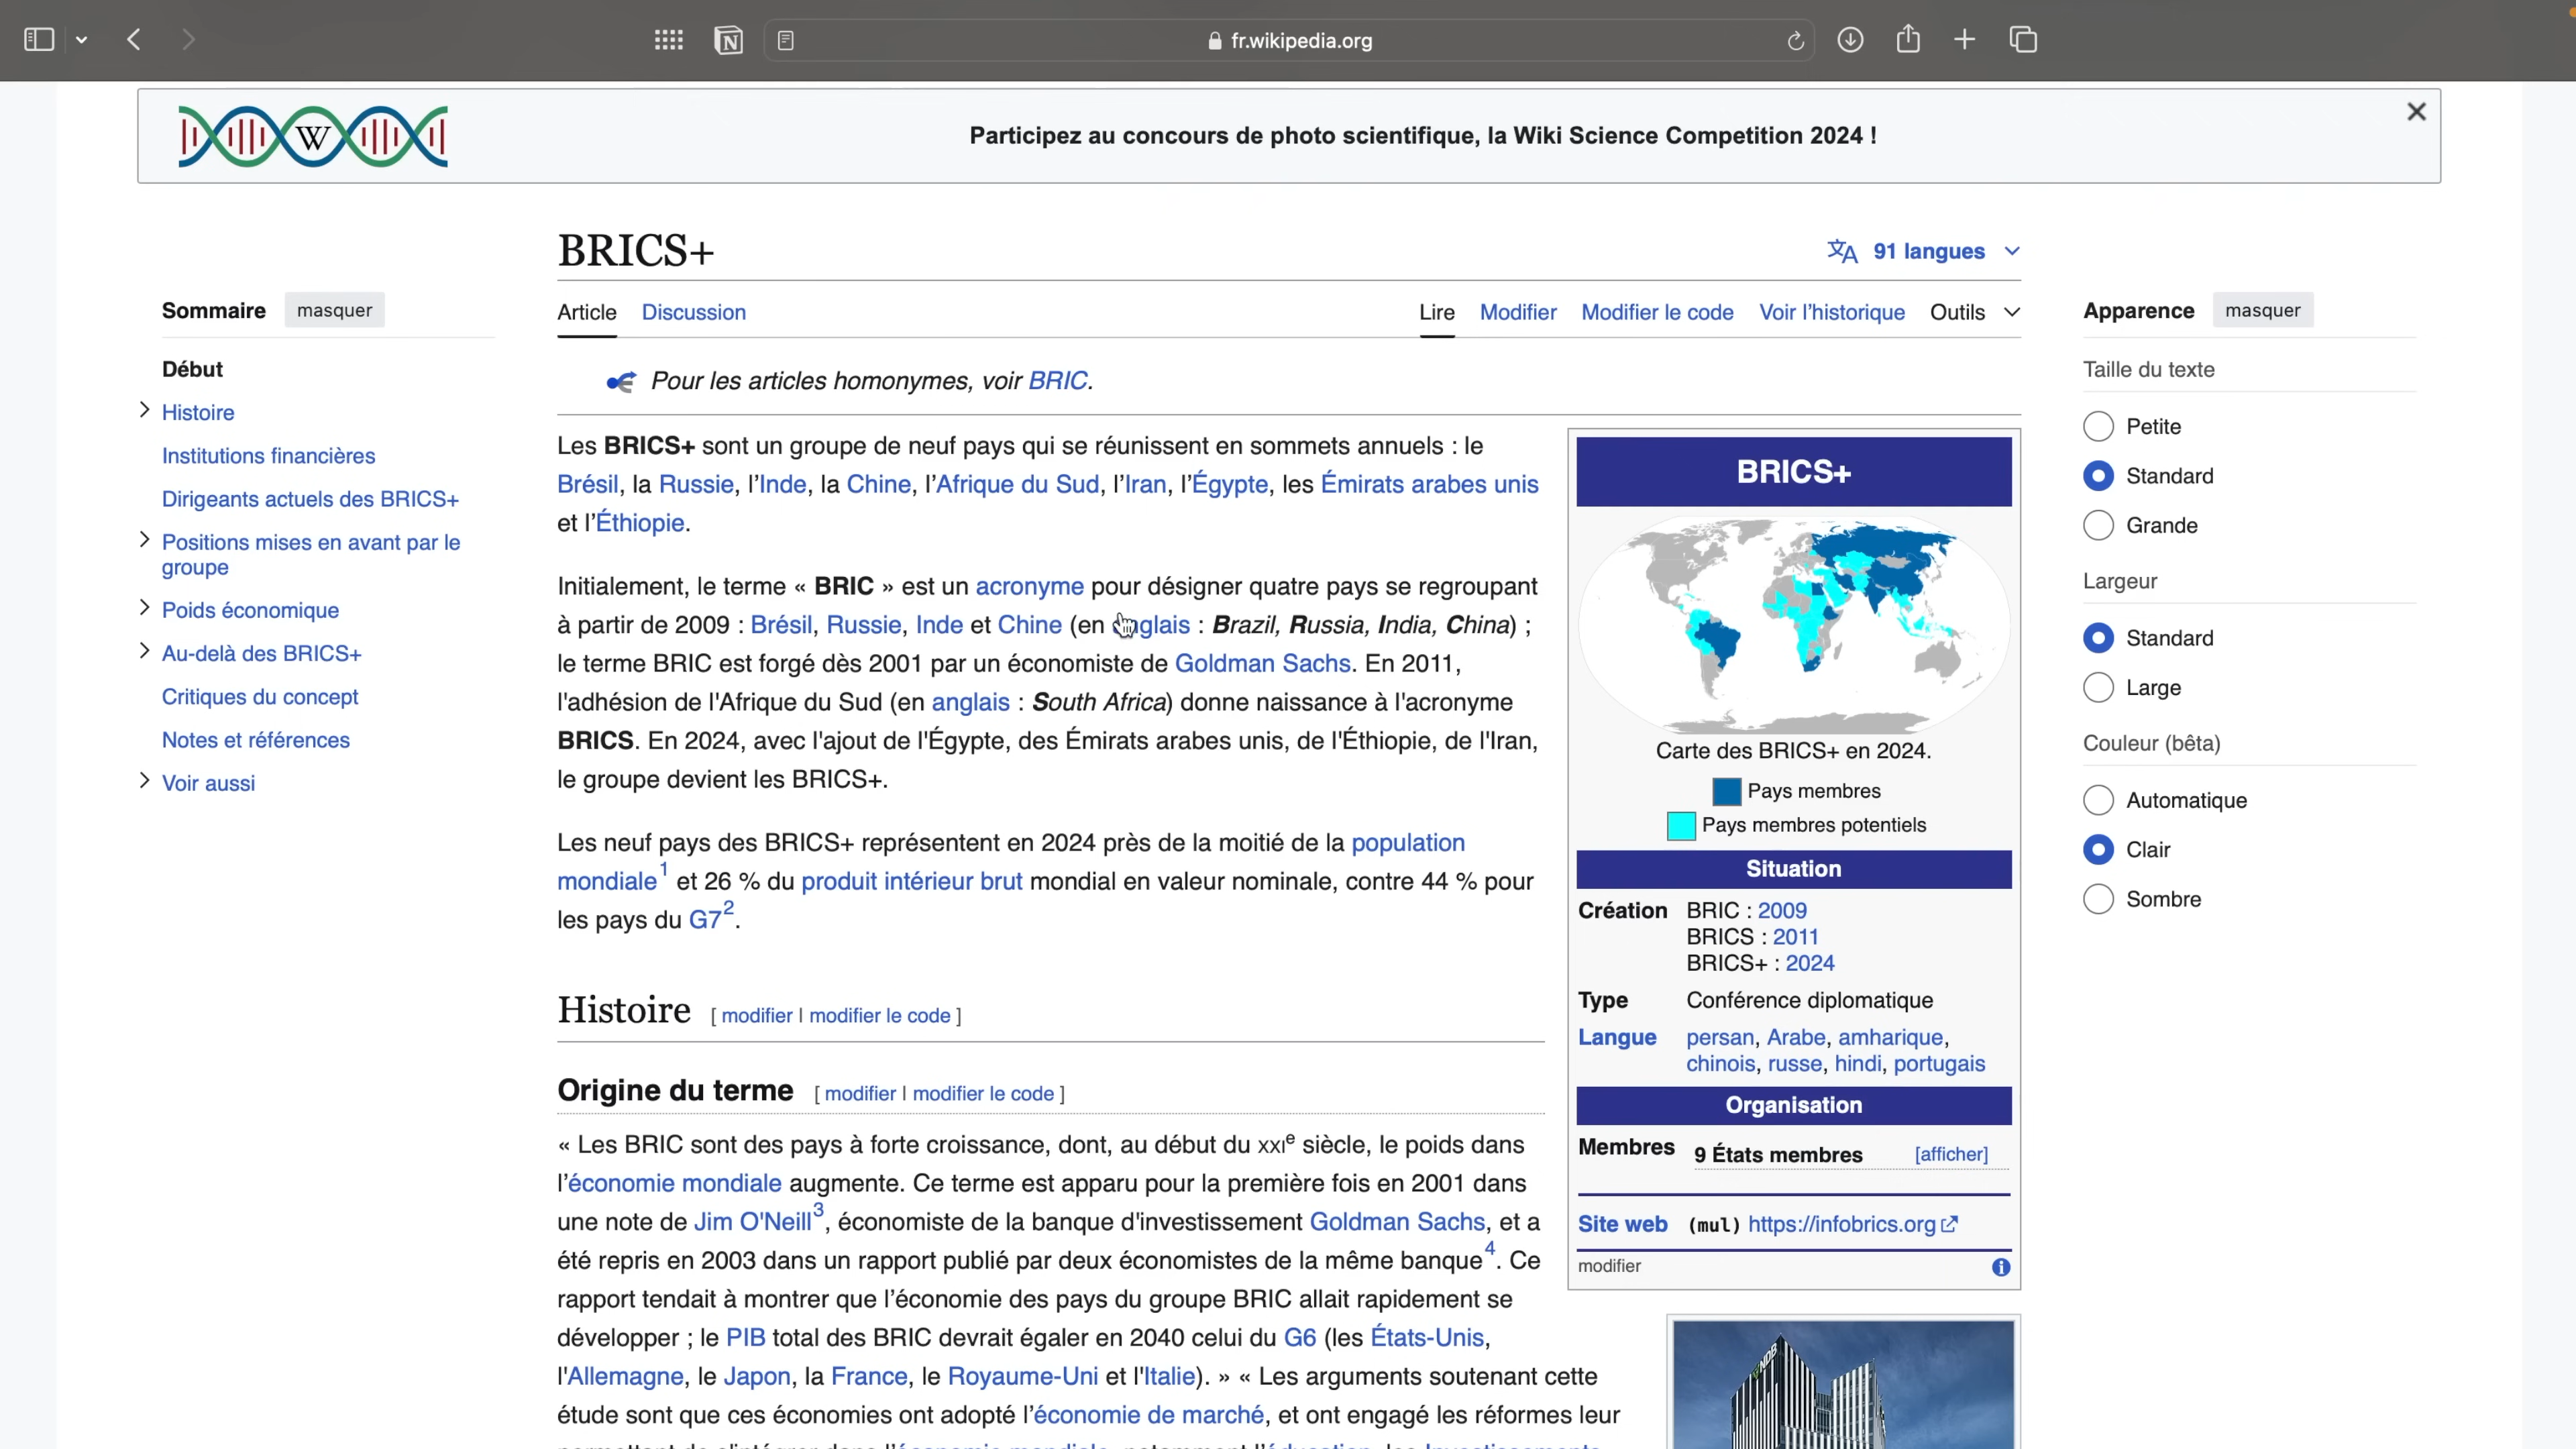 fr.wikipedia.org
W
Participez au concours de photo scientifique, la Wiki Science Competition 2024 !
BRICS+
91 langues
Sommaire masquer
Début
Histoire
Institutions financières
Dirigeants actuels des BRICS+
Positions mises en avant par le
groupe
Poids économique
Au-delà des BRICS+
Critiques du concept
Notes et références
Voir aussi
Article Discussion Lire Modifier Modifier le code Voir l’historique Outils
Pour les articles homonymes, voir BRIC.
Les BRICS+ sont un groupe de neuf pays qui se réunissent en sommets annuels : le
Brésil, la Russie, l’Inde, la Chine, l’Afrique du Sud, l’Iran, l’Égypte, les Émirats arabes unis
et l’Éthiopie.
Initialement, le terme « BRIC » est un acronyme pour désigner quatre pays se regroupant
à partir de 2009 : Brésil, Russie, Inde et Chine (en anglais : Brazil, Russia, India, China) ;
le terme BRIC est forgé dès 2001 par un économiste de Goldman Sachs. En 2011,
l'adhésion de l'Afrique du Sud (en anglais : South Africa) donne naissance à l'acronyme
BRICS. En 2024, avec l'ajout de l'Égypte, des Émirats arabes unis, de l'Éthiopie, de l'Iran,
le groupe devient les BRICS+.
Les neuf pays des BRICS+ représentent en 2024 près de la moitié de la population
mondiale1 et 26 % du produit intérieur brut mondial en valeur nominale, contre 44 % pour
les pays du G72.
Histoire [ modifier | modifier le code ]
Origine du terme [ modifier | modifier le code ]
« Les BRIC sont des pays à forte croissance, dont, au début du XXIe siècle, le poids dans
l’économie mondiale augmente. Ce terme est apparu pour la première fois en 2001 dans
une note de Jim O'Neill3, économiste de la banque d'investissement Goldman Sachs, et a
été repris en 2003 dans un rapport publié par deux économistes de la même banque4. Ce
rapport tendait à montrer que l’économie des pays du groupe BRIC allait rapidement se
développer ; le PIB total des BRIC devrait égaler en 2040 celui du G6 (les États-Unis,
l'Allemagne, le Japon, la France, le Royaume-Uni et l'Italie). » « Les arguments soutenant cette
étude sont que ces économies ont adopté l’économie de marché, et ont engagé les réformes leur
permettant de s'intégrer dans l’économie mondiale, notamment l’éducation, les Investissements
BRICS+
Carte des BRICS+ en 2024.
Pays membres
Pays membres potentiels
Situation
Création BRIC : 2009
BRICS : 2011
BRICS+ : 2024
Type Conférence diplomatique
Langue persan, Arabe, amharique,
chinois, russe, hindi, portugais
Organisation
Membres 9 États membres [afficher]
Site web (mul) https://infobrics.org
modifier
NDB
Apparence masquer
Taille du texte
Petite
Standard
Grande
Largeur
Standard
Large
Couleur (bêta)
Automatique
Clair
Sombre